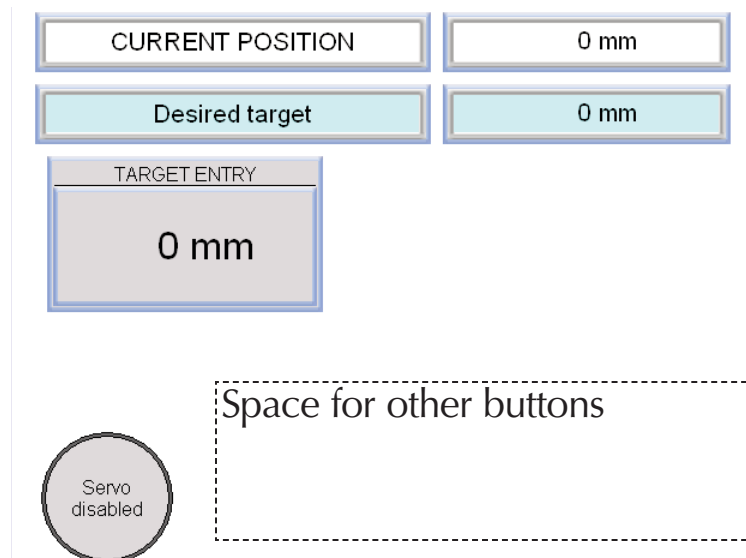 CURRENT POSITION 0 mm
Desired target 0 mm
TARGET ENTRY
0 mm
Space for other buttons
Servo
disabled